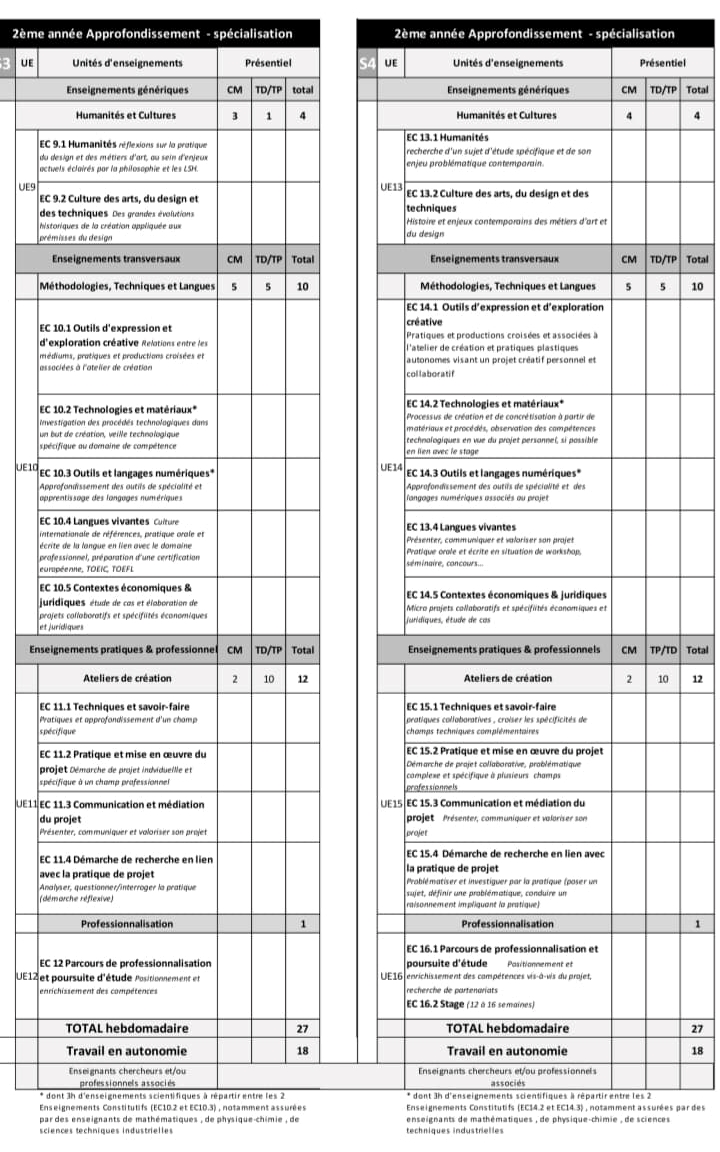 2ème année Approfondissement - spécialisation
S3 UE Unités d'enseignements Présentiel
Enseignements génériques CM TD/TP total
Humanités et Cultures 3 1 4
UE9
EC 9.1 Humanités réflexions sur la pratique
du design et des métiers d'art, au sein d'enjeux
actuels éclairés par la philosophie et les LSH.
EC 9.2 Culture des arts, du design et
des techniques Des grandes évolutions
historiques de la création appliquée aux
prémisses du design
Enseignements transversaux CM TD/TP Total
Méthodologies, Techniques et Langues 5 5 10
UE10
EC 10.1 Outils d'expression et
d'exploration créative Relations entre les
médiums, pratiques et productions croisées et
associées à l'atelier de création
EC 10.2 Technologies et matériaux*
Investigation des procédés technologiques dans
un but de création, veille technologique
spécifique au domaine de compétence
EC 10.3 Outils et langages numériques*
Approfondissement des outils de spécialité et
apprentissage des langages numériques
EC 10.4 Langues vivantes Culture
internationale de références, pratique orale et
écrite de la langue en lien avec le domaine
professionnel, préparation d'une certification
européenne, TOEIC, TOEFL
EC 10.5 Contextes économiques &
juridiques étude de cas et élaboration de
projets collaboratifs et spécifiités économiques
et juridiques
Enseignements pratiques & professionnel CM TD/TP Total
Ateliers de création 2 10 12
UE11
EC 11.1 Techniques et savoir-faire
Pratiques et approfondissement d'un champ
spécifique
EC 11.2 Pratique et mise en œuvre du
projet Démarche de projet individuellle et
spécifique à un champ professionnel
EC 11.3 Communication et médiation
du projet
Présenter, communiquer et valoriser son projet
EC 11.4 Démarche de recherche en lien
avec la pratique de projet
Analyser, questionner/interroger la pratique
(démarche réflexive)
Professionnalisation 1
UE12
EC 12 Parcours de professionnalisation
et poursuite d'étude Positionnement et
enrichissement des compétences
TOTAL hebdomadaire 27
Travail en autonomie 18
Enseignants chercheurs et/ou
professionnels associés
* dont 3h d'enseignements scientifiques à répartir entre les 2
Enseignements Constitutifs (EC10.2 et EC10.3) , notamment assurées
par des enseignants de mathématiques , de physique-chimie , de
sciences techniques industrielles
2ème année Approfondissement - spécialisation
S4 UE Unités d'enseignements Présentiel
Enseignements génériques CM TD/TP Total
Humanités et Cultures 4 4
UE13
EC 13.1 Humanités
recherche d'un sujet d'étude spécifique et de son
enjeu problématique contemporain.
EC 13.2 Culture des arts, du design et des
techniques
Histoire et enjeux contemporains des métiers d'art et
du design
Enseignements transversaux CM TD/TP Total
Méthodologies, Techniques et Langues 5 5 10
UE14
EC 14.1 Outils d'expression et d'exploration
créative
Pratiques et productions croisées et associées à
l'atelier de création et pratiques plastiques
autonomes visant un projet créatif personnel et
collaboratif
EC 14.2 Technologies et matériaux*
Processus de création et de concrétisation à partir de
matériaux et procédés, observation des compétences
technologiques en vue du projet personnel, si possible
en lien avec le stage
EC 14.3 Outils et langages numériques*
Approfondissement des outils de spécialité et des
langages numériques associés au projet
EC 13.4 Langues vivantes
Présenter, communiquer et valoriser son projet
Pratique orale et écrite en situation de workshop,
séminaire, concours...
EC 14.5 Contextes économiques & juridiques
Micro projets collaboratifs et spécifiités économiques et
juridiques, étude de cas
Enseignements pratiques & professionnels CM TP/TD Total
Ateliers de création 2 10 12
UE15
EC 15.1 Techniques et savoir-faire
pratiques collaboratives , croiser les spécificités de
champs techniques complémentaires
EC 15.2 Pratique et mise en œuvre du projet
Démarche de projet collaborative, problématique
complexe et spécifique à plusieurs champs
professionnels
EC 15.3 Communication et médiation du
projet Présenter, communiquer et valoriser son
projet
EC 15.4 Démarche de recherche en lien avec
la pratique de projet
Problématiser et investiguer par la pratique (poser un
sujet, définir une problématique, conduire un
raisonnement impliquant la pratique)
Professionnalisation 1
UE16
EC 16.1 Parcours de professionnalisation et
poursuite d'étude Positionnement et
enrichissement des compétences vis-à-vis du projet,
recherche de partenariats
EC 16.2 Stage (12 à 16 semaines)
TOTAL hebdomadaire 27
Travail en autonomie 18
Enseignants chercheurs et/ou professionnels
associés
* dont 3h d'enseignements scientifiques à répartir entre les 2
Enseignements Constitutifs (EC14.2 et EC14.3) , notamment assurées par des
enseignants de mathématiques , de physique-chimie , de sciences
techniques industrielles